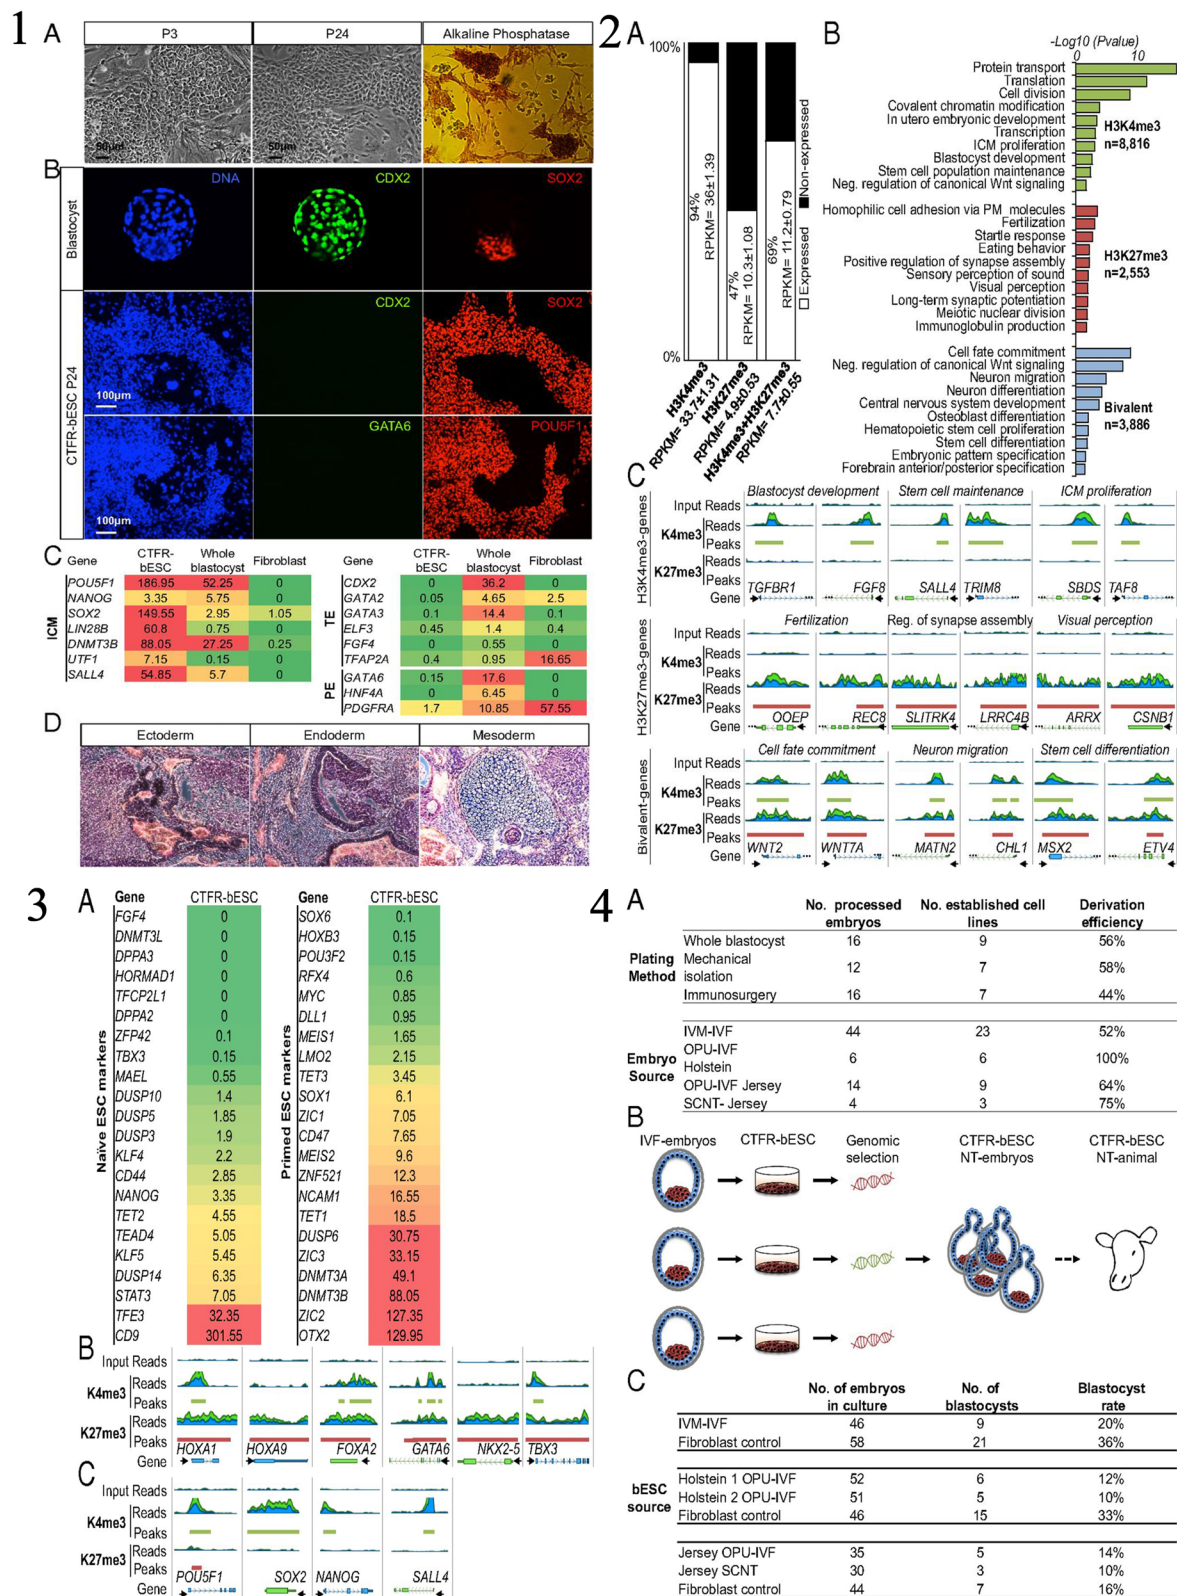 1
A
P3
P24
Alkaline Phosphatase
50μm
50μm
B
Blastocyst
DNA
CDX2
SOX2
CTFR-bESC P24
CDX2
SOX2
100μm
GATA6
POU5F1
100μm
C
Gene CTFR-bESC Whole blastocyst Fibroblast
ICM
POU5F1 186.95 52.25 0
NANOG 3.35 5.75 0
SOX2 149.55 2.95 1.05
LIN28B 60.8 0.75 0
DNMT3B 88.05 27.25 0.25
UTF1 7.15 0.15 0
SALL4 54.85 5.7 0
Gene CTFR-bESC Whole blastocyst Fibroblast
TE
CDX2 0 36.2 0
GATA2 0.05 4.65 2.5
GATA3 0.1 14.4 0.1
ELF3 0.45 1.4 0.4
FGF4 0 0.55 0
TFAP2A 0.4 0.95 16.65
PE
GATA6 0.15 17.6 0
HNF4A 0 6.45 0
PDGFRA 1.7 10.85 57.55
D
Ectoderm
Endoderm
Mesoderm
2
A
100%
0%
94%
RPKM= 36±1.39
47%
RPKM= 10.3±1.08
69%
RPKM= 11.2±0.79
Expressed
Non-expressed
H3K4me3
RPKM= 33.7±1.31
H3K27me3
RPKM= 4.9±0.53
H3K4me3+H3K27me3
RPKM= 7.7±0.55
B
-Log10 (Pvalue)
0 10
Protein transport
Translation
Cell division
Covalent chromatin modification
In utero embryonic development
Transcription
ICM proliferation
Blastocyst development
Stem cell population maintenance
Neg. regulation of canonical Wnt signaling
H3K4me3
n=8,816
Homophilic cell adhesion via PM molecules
Fertilization
Startle response
Eating behavior
Positive regulation of synapse assembly
Sensory perception of sound
Visual perception
Long-term synaptic potentiation
Meiotic nuclear division
Immunoglobulin production
H3K27me3
n=2,553
Cell fate commitment
Neg. regulation of canonical Wnt signaling
Neuron migration
Neuron differentiation
Central nervous system development
Osteoblast differentiation
Hematopoietic stem cell proliferation
Stem cell differentiation
Embryonic pattern specification
Forebrain anterior/posterior specification
Bivalent
n=3,886
C
H3K4me3-genes
Blastocyst development Stem cell maintenance ICM proliferation
Input Reads
K4me3 Reads
Peaks
K27me3 Reads
Peaks
Gene
TGFBR1 FGF8 SALL4 TRIM8 SBDS TAF8
H3K27me3-genes
Fertilization Reg. of synapse assembly Visual perception
Input Reads
K4me3 Reads
Peaks
K27me3 Reads
Peaks
Gene
OOEP REC8 SLITRK4 LRRC4B ARRX CSNB1
Bivalent-genes
Cell fate commitment Neuron migration Stem cell differentiation
Input Reads
K4me3 Reads
Peaks
K27me3 Reads
Peaks
Gene
WNT2 WNT7A MATN2 CHL1 MSX2 ETV4
3
A
Gene CTFR-bESC
Naïve ESC markers
FGF4 0
DNMT3L 0
DPPA3 0
HORMAD1 0
TFCP2L1 0
DPPA2 0
ZFP42 0.1
TBX3 0.15
MAEL 0.55
DUSP10 1.4
DUSP5 1.85
DUSP3 1.9
KLF4 2.2
CD44 2.85
NANOG 3.35
TET2 4.55
TEAD4 5.05
KLF5 5.45
DUSP14 6.35
STAT3 7.05
TFE3 32.35
CD9 301.55
Gene CTFR-bESC
Primed ESC markers
SOX6 0.1
HOXB3 0.15
POU3F2 0.15
RFX4 0.6
MYC 0.85
DLL1 0.95
MEIS1 1.65
LMO2 2.15
TET3 3.45
SOX1 6.1
ZIC1 7.05
CD47 7.65
MEIS2 9.6
ZNF521 12.3
NCAM1 16.55
TET1 18.5
DUSP6 30.75
ZIC3 33.15
DNMT3A 49.1
DNMT3B 88.05
ZIC2 127.35
OTX2 129.95
B
Input Reads
K4me3 Reads
Peaks
K27me3 Reads
Peaks
Gene
HOXA1 HOXA9 FOXA2 GATA6 NKX2-5 TBX3
C
Input Reads
K4me3 Reads
Peaks
K27me3 Reads
Peaks
Gene
POU5F1 SOX2 NANOG SALL4
4
A
No. processed embryos No. established cell lines Derivation efficiency
Plating Method
Whole blastocyst 16 9 56%
Mechanical isolation 12 7 58%
Immunosurgery 16 7 44%
Embryo Source
IVM-IVF 44 23 52%
OPU-IVF Holstein 6 6 100%
OPU-IVF Jersey 14 9 64%
SCNT- Jersey 4 3 75%
B
IVF-embryos
CTFR-bESC
Genomic selection
CTFR-bESC NT-embryos
CTFR-bESC NT-animal
C
No. of embryos in culture No. of blastocysts Blastocyst rate
bESC source
IVM-IVF 46 9 20%
Fibroblast control 58 21 36%
Holstein 1 OPU-IVF 52 6 12%
Holstein 2 OPU-IVF 51 5 10%
Fibroblast control 46 15 33%
Jersey OPU-IVF 35 5 14%
Jersey SCNT 30 3 10%
Fibroblast control 44 7 16%